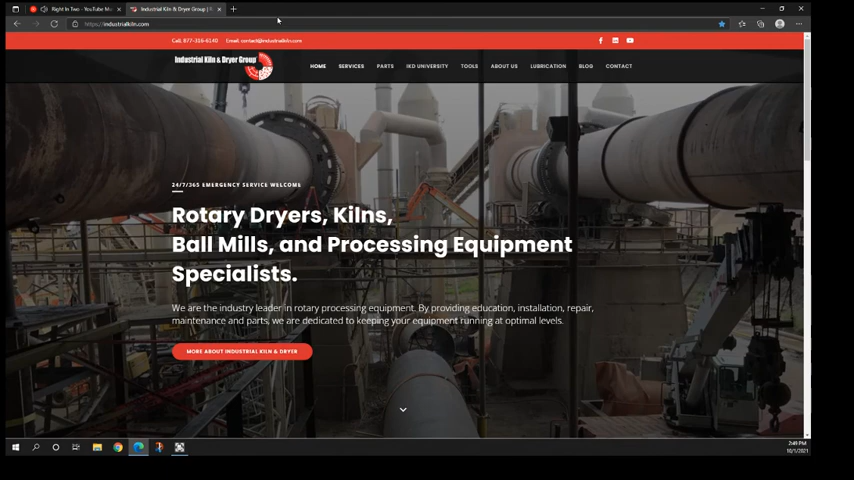 Right In Two - YouTube Mu
Industrial Kiln & Dryer Group | R
https://industrialkiln.com
Call: 877-316-6140 Email: contact@industrialkiln.com
Industrial Kiln & Dryer Group
HOME SERVICES PARTS IKD UNIVERSITY TOOLS ABOUT US LUBRICATION BLOG CONTACT
24/7/365 EMERGENCY SERVICE WELCOME
Rotary Dryers, Kilns,
Ball Mills, and Processing Equipment
Specialists.
We are the industry leader in rotary processing equipment. By providing education, installation, repair,
maintenance and parts, we are dedicated to keeping your equipment running at optimal levels.
MORE ABOUT INDUSTRIAL KILN & DRYER
2:49 PM
10/1/2021